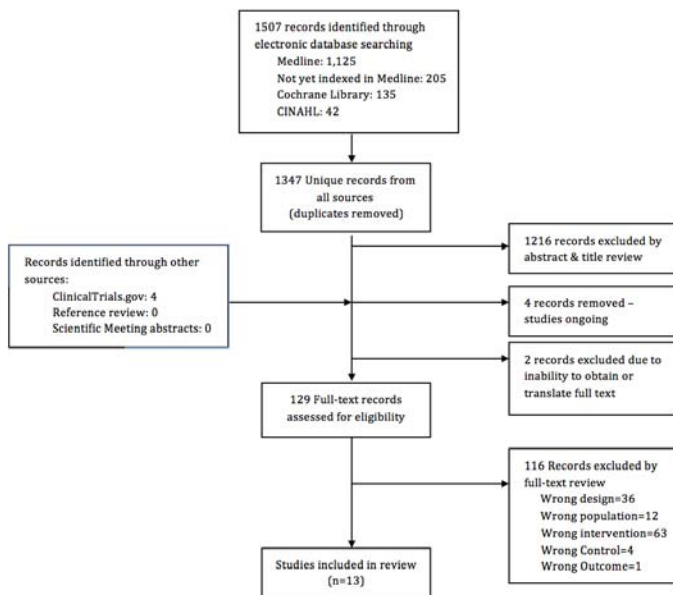 1507 records identified through
electronic database searching
Medline: 1,125
Not yet indexed in Medline: 205
Cochrane Library: 135
CINAHL: 42
1347 Unique records from
all sources
(duplicates removed)
1216 records excluded by
abstract & title review
Records identified through other
sources:
ClinicalTrials.gov: 4
Reference review: 0
Scientific Meeting abstracts: 0
4 records removed –
studies ongoing
2 records excluded due to
inability to obtain or
translate full text
129 Full-text records
assessed for eligibility
116 Records excluded by
full-text review
Wrong design=36
Wrong population=12
Wrong intervention=63
Wrong Control=4
Wrong Outcome=1
Studies included in review
(n=13)